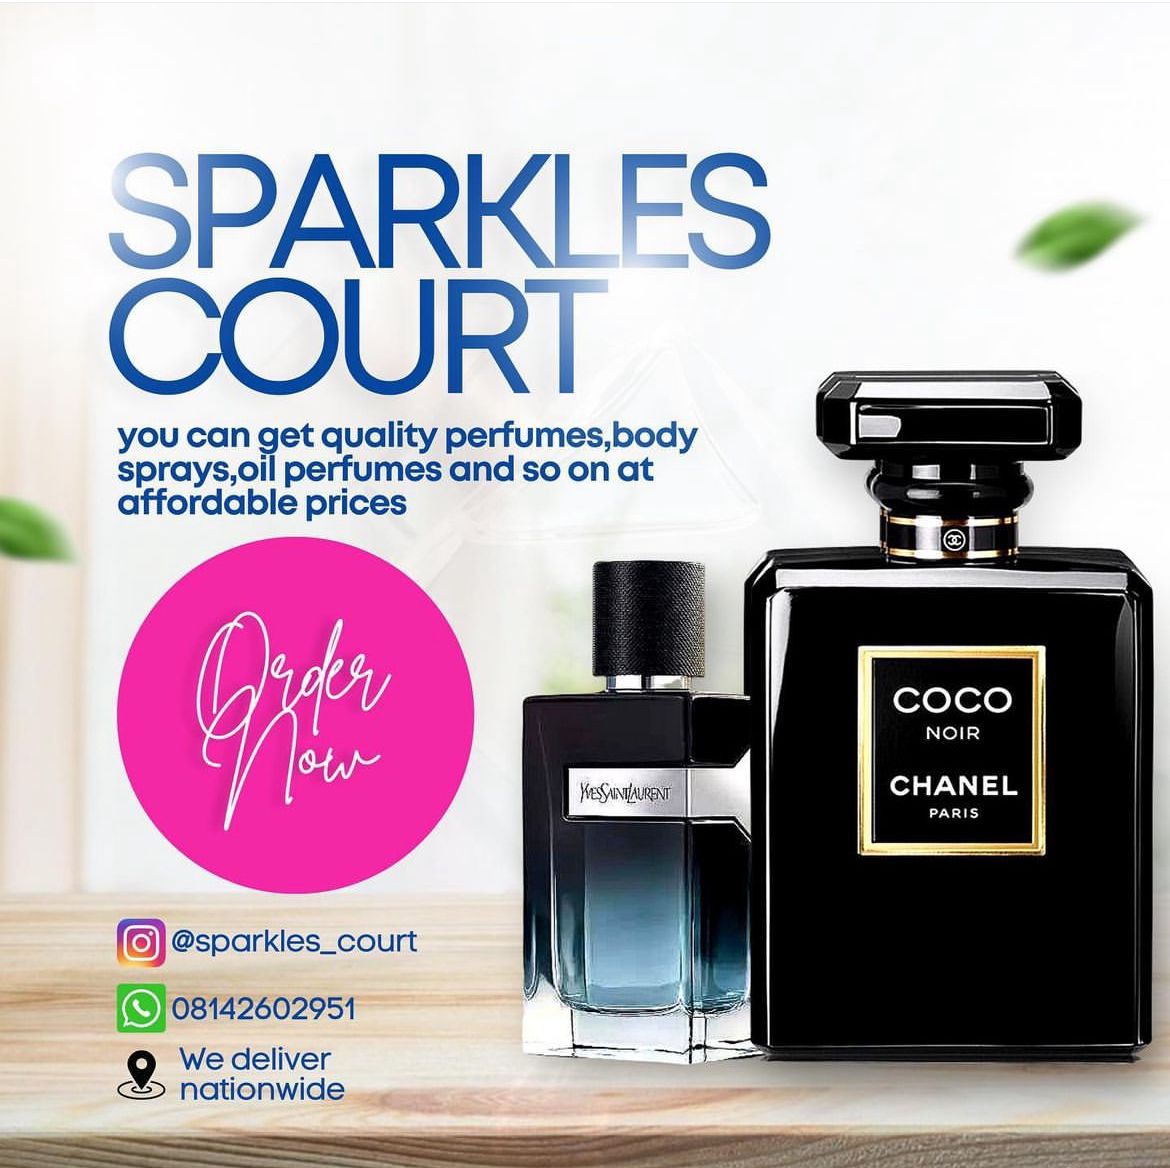 SPARKLES
COURT
you can get quality perfumes,body
sprays,oil perfumes and so on at
affordable prices
Order
Now
@sparkles_court
08142602951
We deliver
nationwide
YVESSAINTLAURENT
COCO
NOIR
CHANEL
PARIS